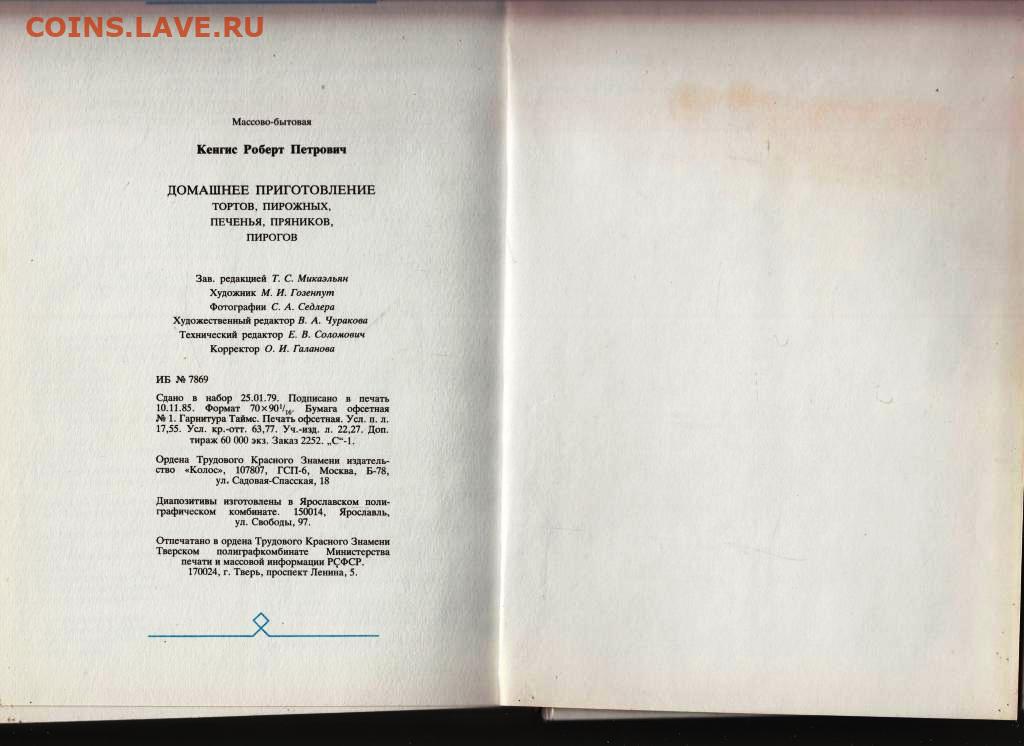 COINS.LAVE.RU
Массово-бытовая
Кенгис Роберт Петрович
ДОМАШНЕЕ ПРИГОТОВЛЕНИЕ
ТОРТОВ, ПИРОЖНЫХ,
ПЕЧЕНЬЯ, ПРЯНИКОВ,
ПИРОГОВ
Зав. редакцией Т. С. Микаэльян
Художник М. И. Гозенпут
Фотографии С. А. Седлера
Художественный редактор В. А. Чуракова
Технический редактор Е. В. Соломович
Корректор О. И. Галанова
ИБ № 7869
Сдано в набор 25.01.79. Подписано в печать
10.11.85. Формат 70×90¹/₁₆. Бумага офсетная
№ 1. Гарнитура Таймс. Печать офсетная. Усл. п. л.
17,55. Усл. кр.-отт. 63,77. Уч.-изд. л. 22,27. Доп.
тираж 60 000 экз. Заказ 2252. „С“-1.
Ордена Трудового Красного Знамени издатель-
ство «Колос», 107807, ГСП-6, Москва, Б-78,
ул. Садовая-Спасская, 18
Диапозитивы изготовлены в Ярославском поли-
графическом комбинате. 150014, Ярославль,
ул. Свободы, 97.
Отпечатано в ордена Трудового Красного Знамени
Тверском полиграфкомбинате Министерства
печати и массовой информации РСФСР.
170024, г. Тверь, проспект Ленина, 5.